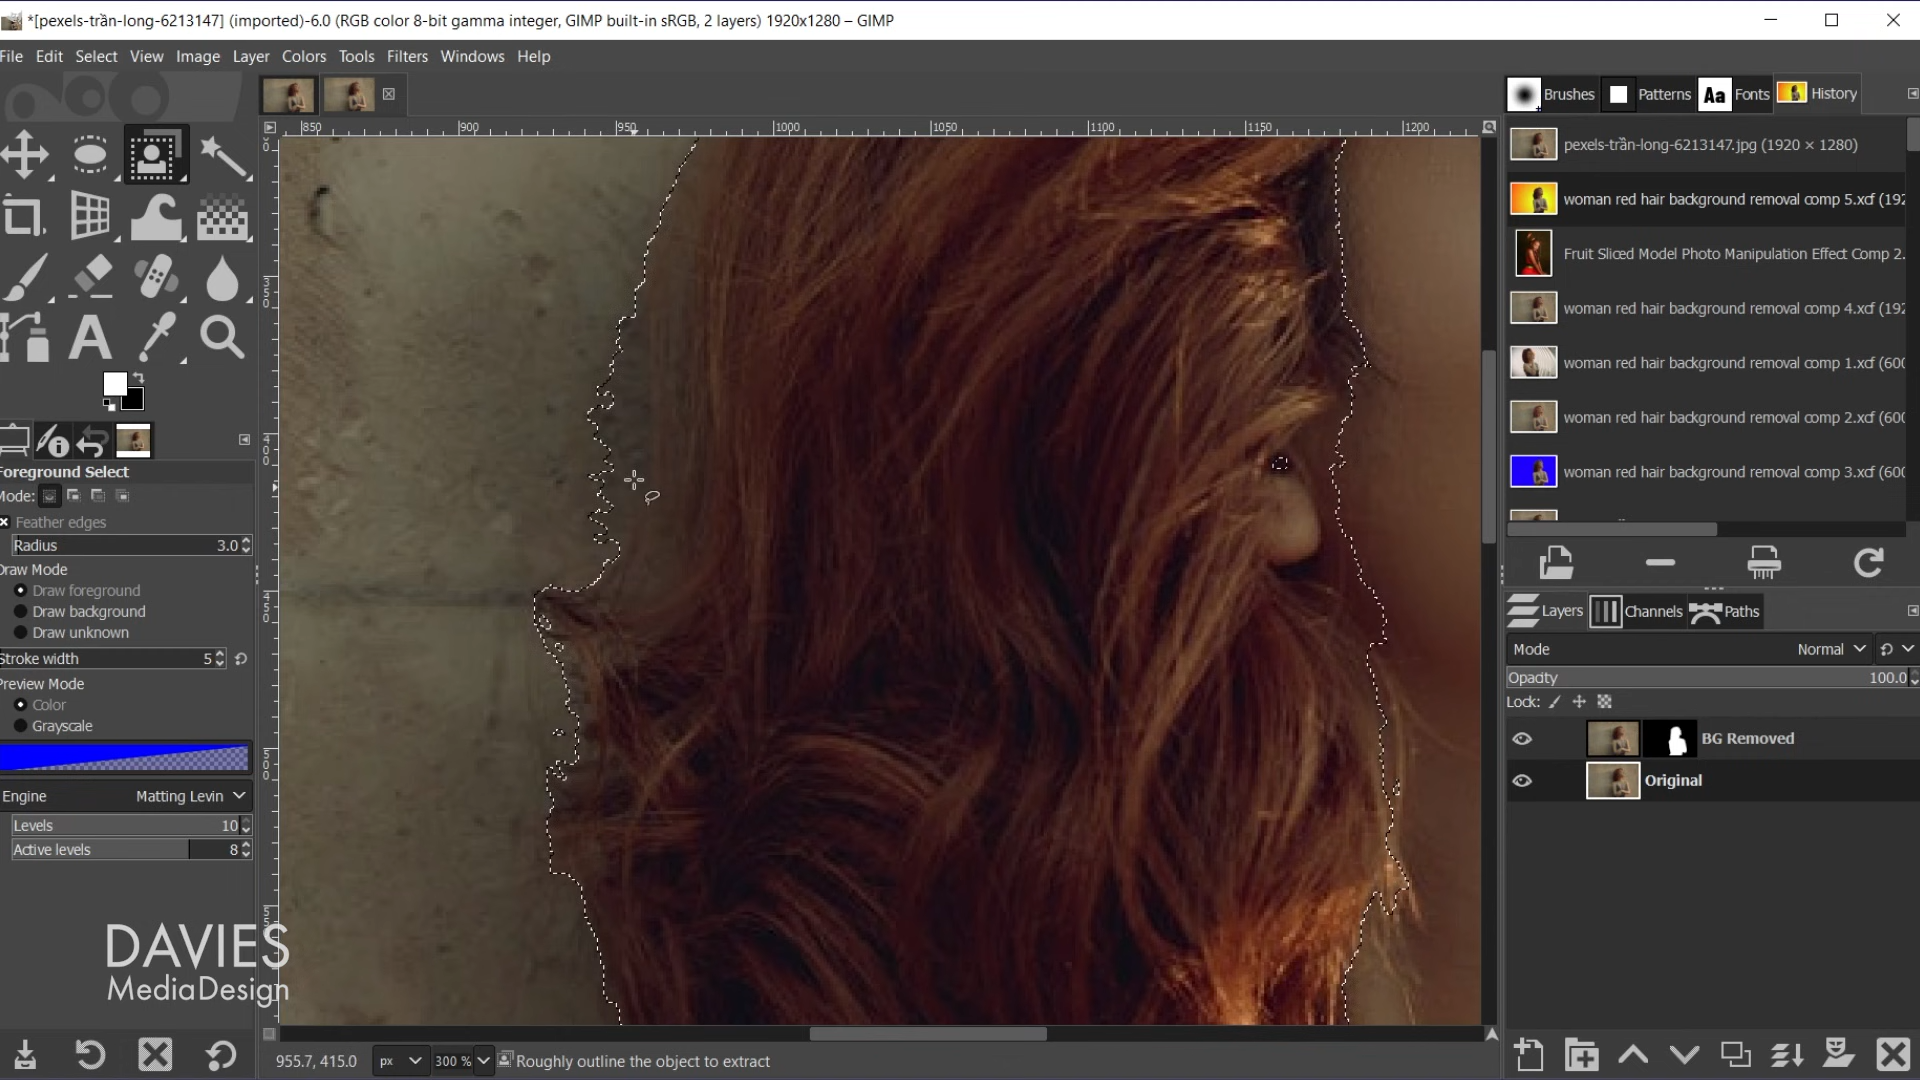 *[pexels-trần-long-6213147] (imported)-6.0 (RGB color 8-bit gamma integer, GIMP built-in sRGB, 2 layers) 1920x1280 – GIMP
File Edit Select View Image Layer Colors Tools Filters Windows Help
Brushes Patterns Aa Fonts History
850 900 950 1000 1050 1100 1150 1200
pexels-trần-long-6213147.jpg (1920 × 1280)
woman red hair background removal comp 5.xcf (192
Fruit Sliced Model Photo Manipulation Effect Comp 2.
woman red hair background removal comp 4.xcf (192
woman red hair background removal comp 1.xcf (600
woman red hair background removal comp 2.xcf (600
woman red hair background removal comp 3.xcf (600
350
400
450
500
A
Foreground Select
Mode:
Feather edges
Radius 3.0
Draw Mode
Draw foreground
Draw background
Draw unknown
Stroke width 5
Preview Mode
Color
Grayscale
Engine Matting Levin
Levels 10
Active levels 8
Layers Channels Paths
Mode Normal
Opacity 100.0
Lock:
BG Removed
Original
DAVIES
MediaDesign
955.7, 415.0 px 300 % Roughly outline the object to extract